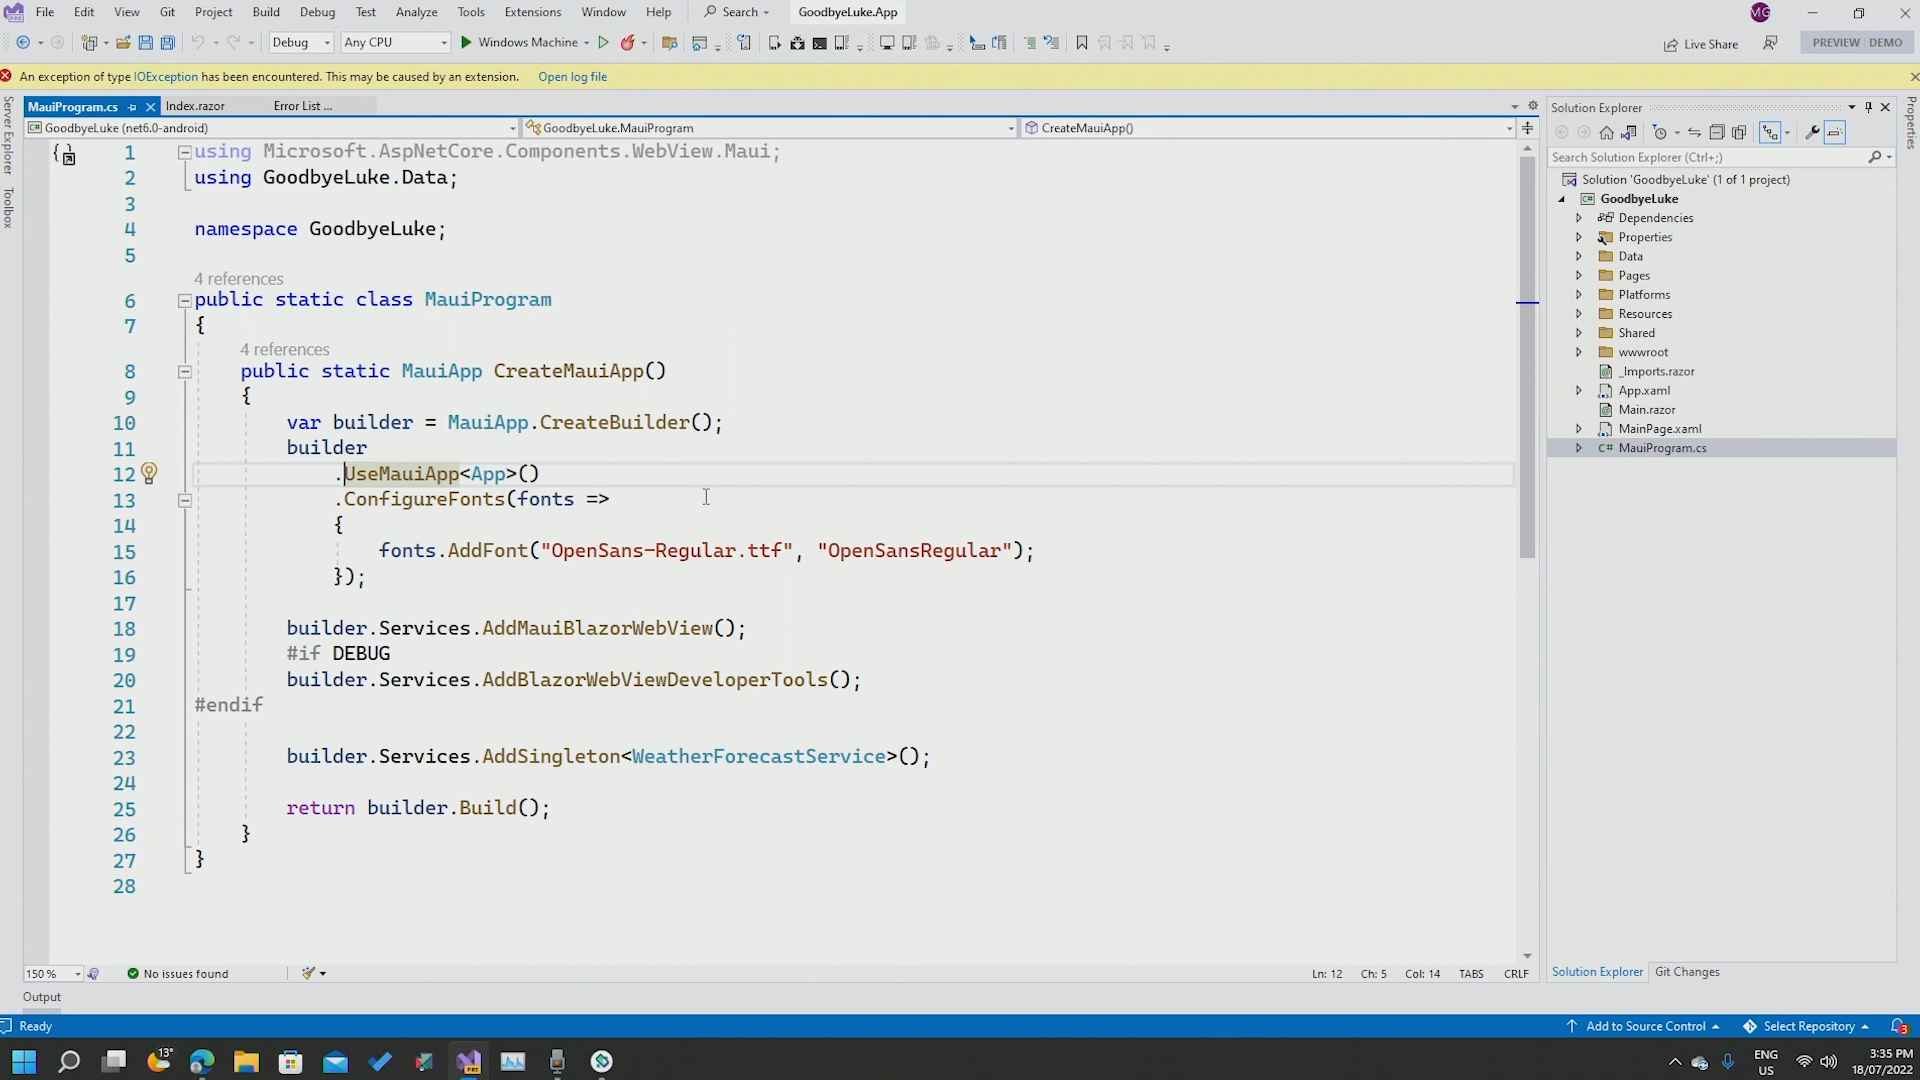 File Edit View Git Project Build Debug Test Analyze Tools Extensions Window Help Search GoodbyeLuke.App MG
Debug Any CPU Windows Machine Live Share PREVIEW DEMO
An exception of type IOException has been encountered. This may be caused by an extension. Open log file
MauiProgram.cs Index.razor Error List ...
GoodbyeLuke (net6.0-android) GoodbyeLuke.MauiProgram CreateMauiApp()
Server Explorer
Toolbox
1 using Microsoft.AspNetCore.Components.WebView.Maui;
2 using GoodbyeLuke.Data;
3
4 namespace GoodbyeLuke;
5
4 references
6 public static class MauiProgram
7 {
4 references
8 public static MauiApp CreateMauiApp()
9 {
10 var builder = MauiApp.CreateBuilder();
11 builder
12 .UseMauiApp<App>()
13 .ConfigureFonts(fonts =>
14 {
15 fonts.AddFont("OpenSans-Regular.ttf", "OpenSansRegular");
16 });
17
18 builder.Services.AddMauiBlazorWebView();
19 #if DEBUG
20 builder.Services.AddBlazorWebViewDeveloperTools();
21 #endif
22
23 builder.Services.AddSingleton<WeatherForecastService>();
24
25 return builder.Build();
26 }
27 }
28
150 % No issues found Ln: 12 Ch: 5 Col: 14 TABS CRLF
Output
Solution Explorer
Search Solution Explorer (Ctrl+;)
Solution 'GoodbyeLuke' (1 of 1 project)
GoodbyeLuke
Dependencies
Properties
Data
Pages
Platforms
Resources
Shared
wwwroot
_Imports.razor
App.xaml
Main.razor
MainPage.xaml
C# MauiProgram.cs
Solution Explorer Git Changes
Properties
Ready Add to Source Control Select Repository 3
13° PRE ENG US 3:35 PM 18/07/2022